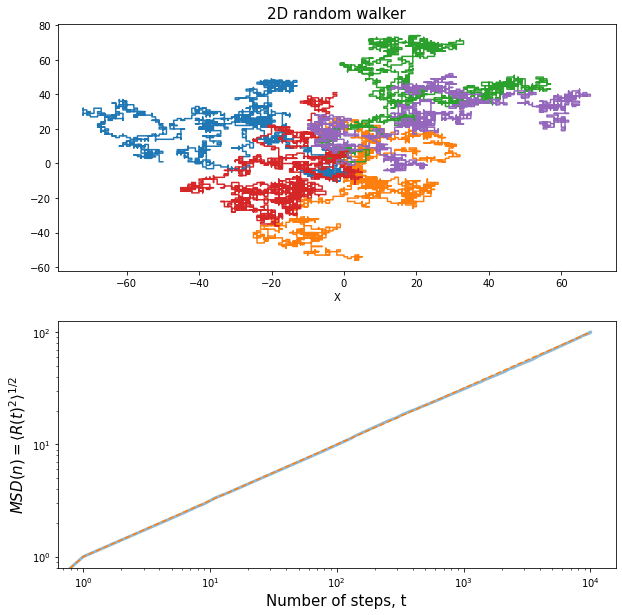 2D random walker
80
60
40
20
0
−20
−40
−60
−60 −40 −20 0 20 40 60
X
MSD(n) = ⟨R(t)²⟩^{1/2}
10²
10¹
10⁰
10⁰ 10¹ 10² 10³ 10⁴
Number of steps, t